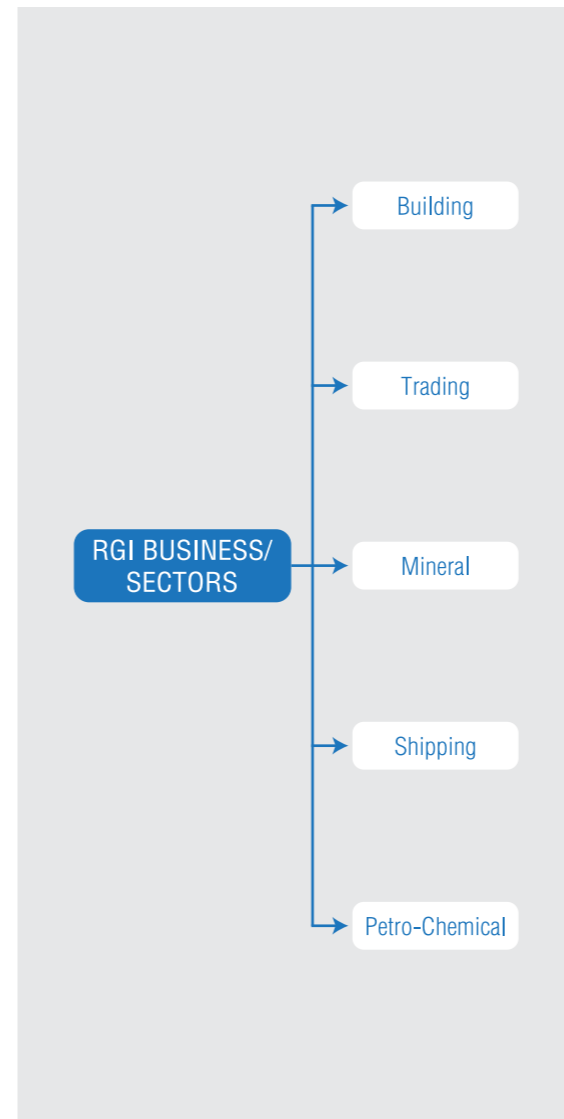 Building
Trading
RGI BUSINESS/
SECTORS
Mineral
Shipping
Petro-Chemical